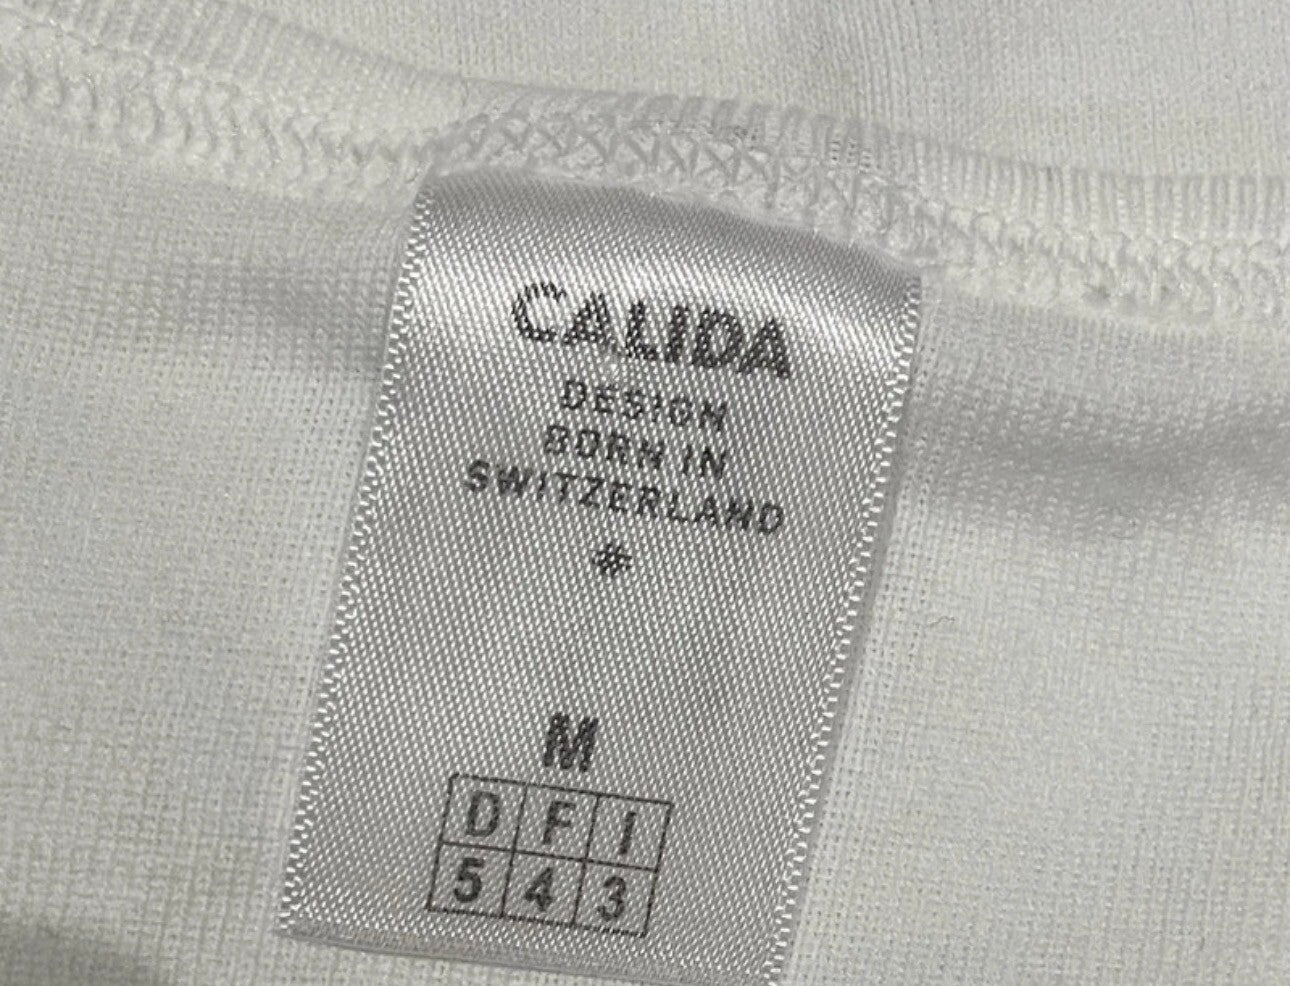 CALIDA
DESIGN
BORN IN
SWITZERLAND
#
M
D F I
5 4 3